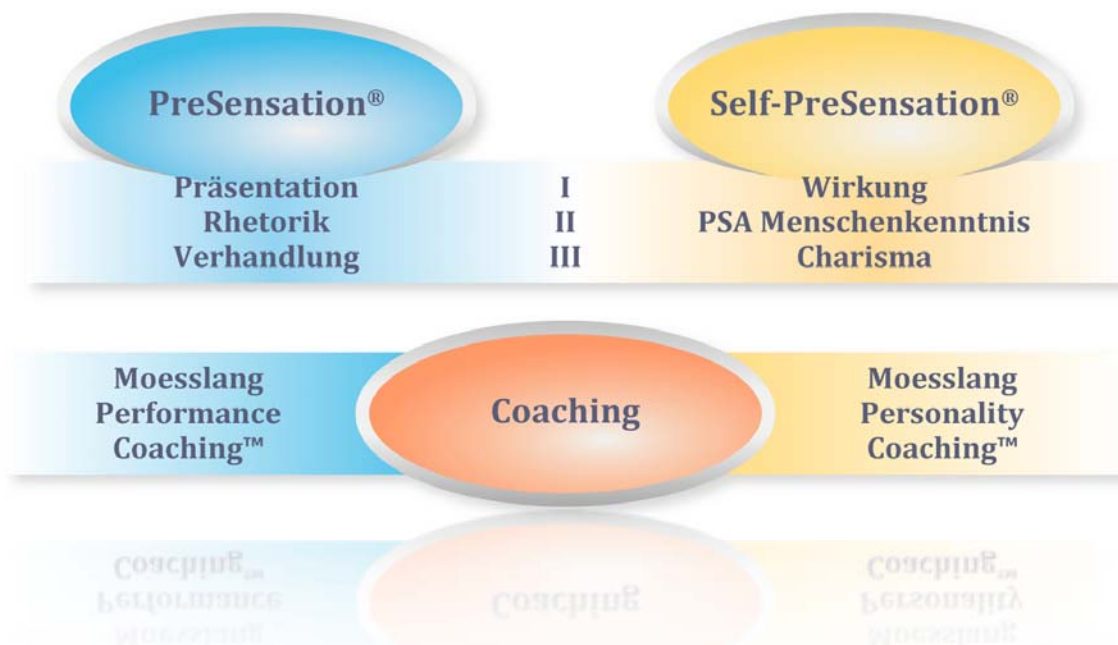 PreSensation®
Self-PreSensation®
Präsentation I Wirkung
Rhetorik II PSA Menschenkenntnis
Verhandlung III Charisma
Moesslang
Performance
Coaching™
Coaching
Moesslang
Personality
Coaching™